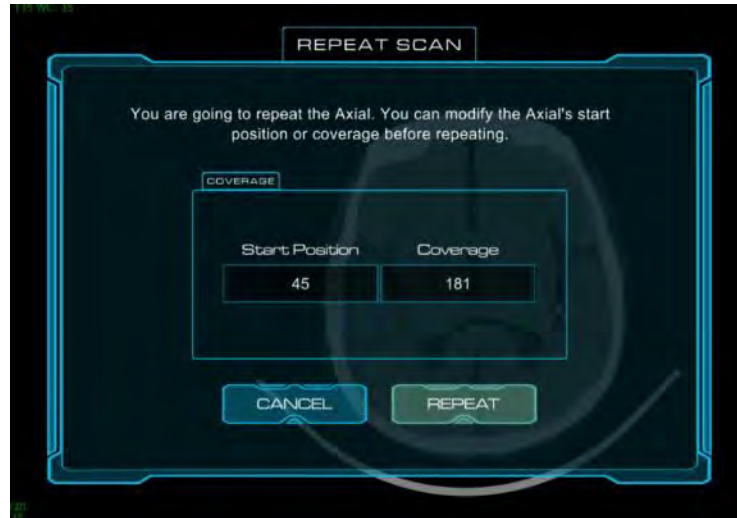 REPEAT SCAN
You are going to repeat the Axial. You can modify the Axial's start
position or coverage before repeating.
COVERAGE
Start Position Coverage
45 181
CANCEL REPEAT